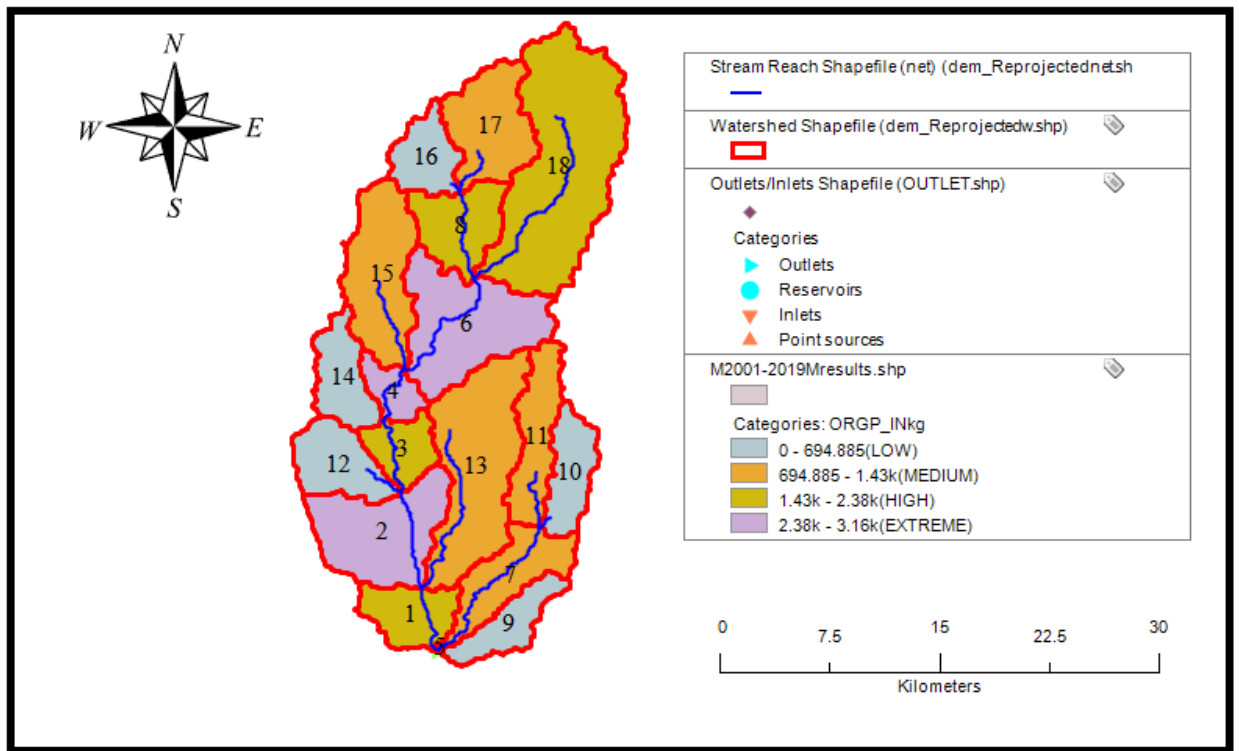 N
W
E
S
17
16
18
8
15
6
14
4
3
11
12
13
10
2
7
1
9
5
Stream Reach Shapefile (net) (dem_Reprojectednet.sh
Watershed Shapefile (dem_Reprojectedw.shp)
Outlets/Inlets Shapefile (OUTLET.shp)
Categories
Outlets
Reservoirs
Inlets
Point sources
M2001-2019Mresults.shp
Categories: ORGP_INkg
0 - 694.885(LOW)
694.885 - 1.43k(MEDIUM)
1.43k - 2.38k(HIGH)
2.38k - 3.16k(EXTREME)
0 7.5 15 22.5 30
Kilometers